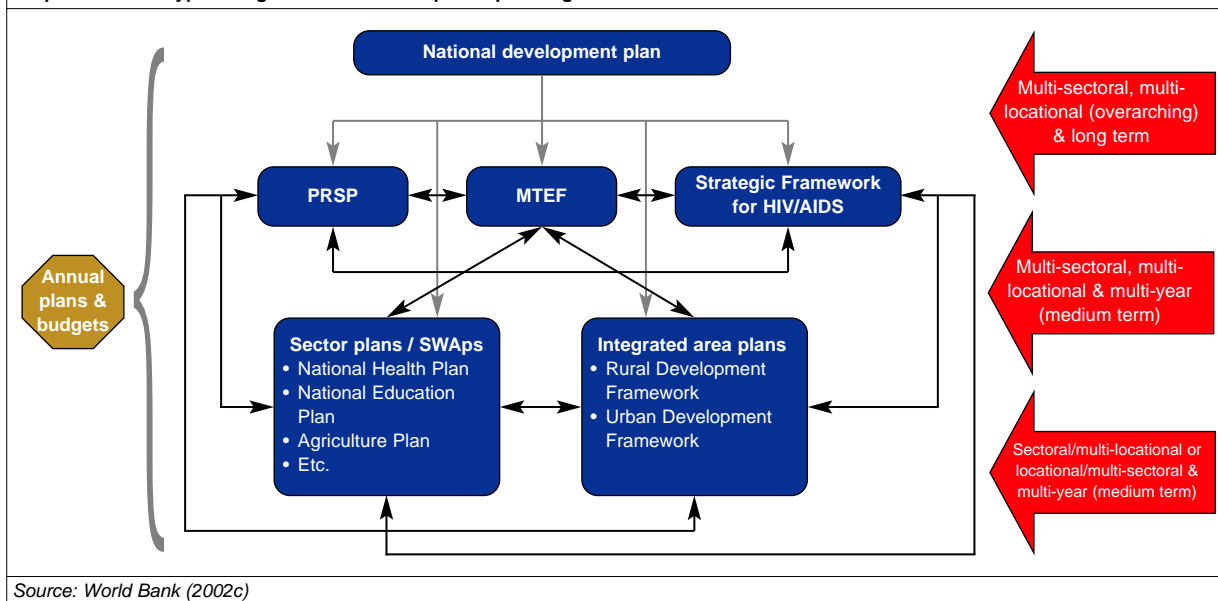 National development plan
Multi-sectoral, multi-
locational (overarching)
& long term
PRSP
MTEF
Strategic Framework
for HIV/AIDS
Annual
plans &
budgets
Multi-sectoral, multi-
locational & multi-year
(medium term)
Sector plans / SWAps
• National Health Plan
• National Education
Plan
• Agriculture Plan
• Etc.
Integrated area plans
• Rural Development
Framework
• Urban Development
Framework
Sectoral/multi-locational or
locational/multi-sectoral &
multi-year (medium term)
Source: World Bank (2002c)